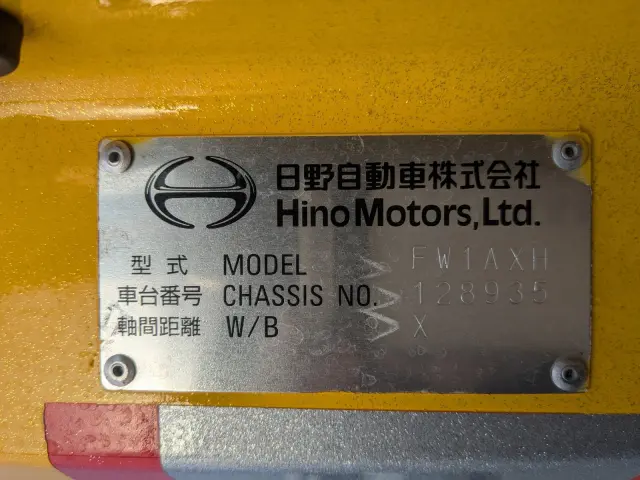 日野自動車株式会社
Hino Motors, Ltd.
型式 MODEL FW1AXH
車台番号 CHASSIS NO. 128935
軸間距離 W/B X